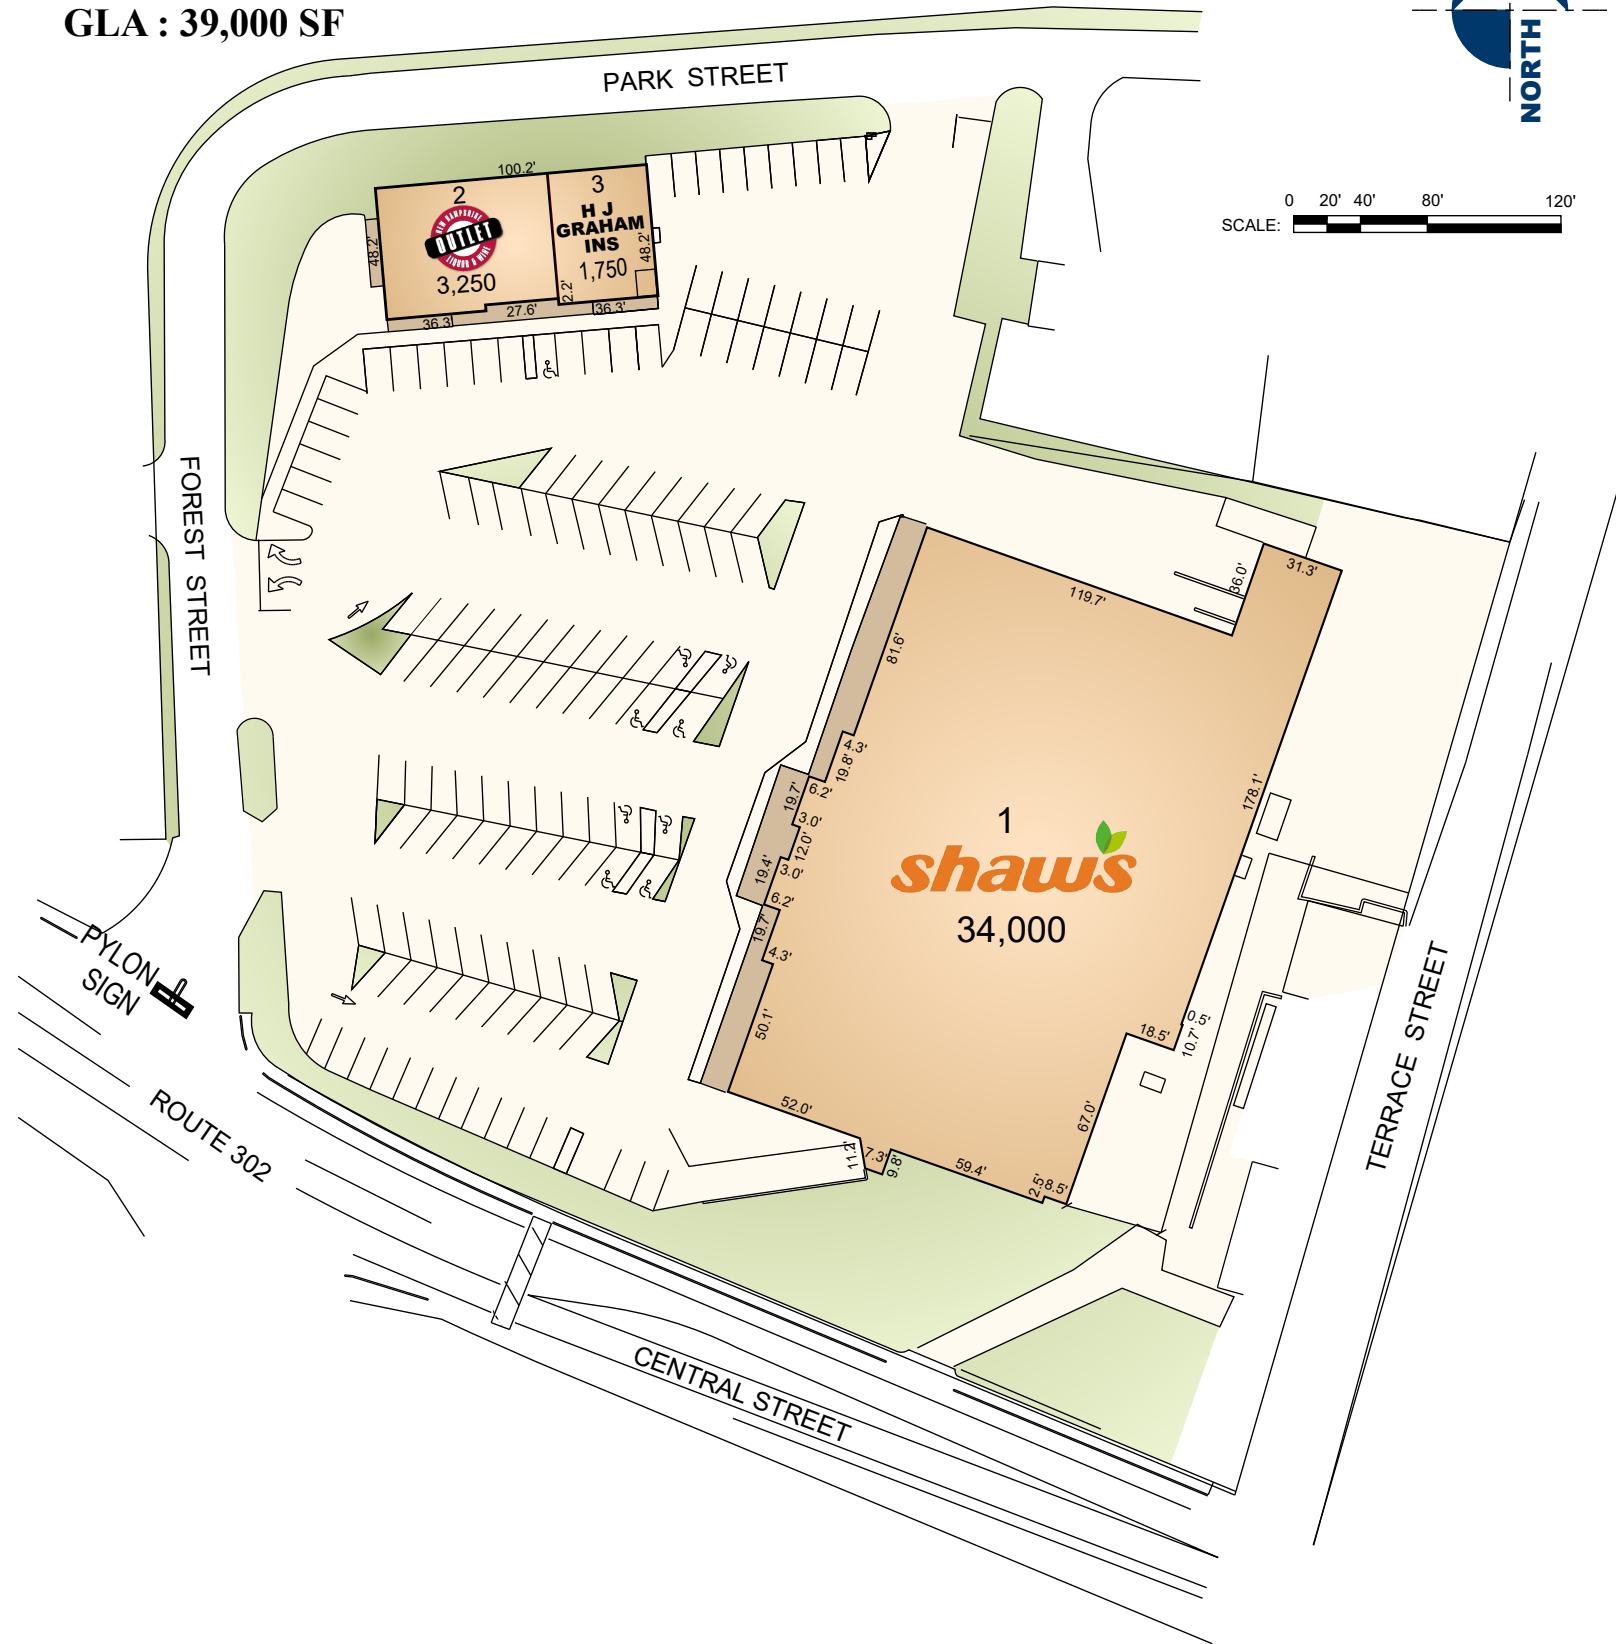 GLA : 39,000 SF
PARK STREET
NORTH
SCALE:
0 20' 40' 80' 120'
100.2'
2
NEW HAMPSHIRE
OUTLET
LIQUOR & WINE
3,250
3
H J
GRAHAM
INS
1,750
48.2'
48.2'
2.2'
36.3'
27.6'
36.3'
FOREST STREET
31.3'
36.0'
119.7'
81.6'
4.3'
19.8'
6.2'
19.7'
3.0'
12.0'
3.0'
19.4'
6.2'
19.7'
4.3'
50.1'
178.1'
1
shaw's
34,000
0.5'
10.7'
18.5'
67.0'
52.0'
11.2'
7.3'
9.8'
59.4'
2.5'
8.5'
PYLON
SIGN
ROUTE 302
CENTRAL STREET
TERRACE STREET